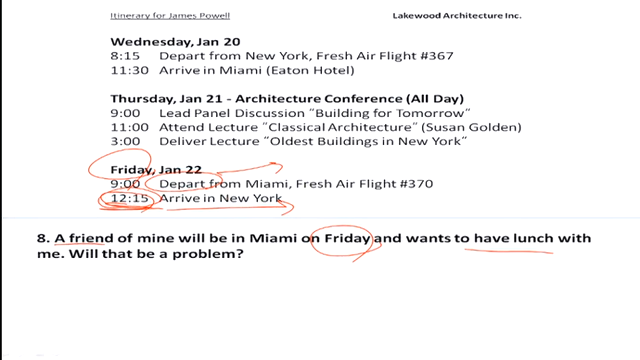 Itinerary for James Powell Lakewood Architecture Inc.
Wednesday, Jan 20
8:15 Depart from New York, Fresh Air Flight #367
11:30 Arrive in Miami (Eaton Hotel)
Thursday, Jan 21 - Architecture Conference (All Day)
9:00 Lead Panel Discussion "Building for Tomorrow"
11:00 Attend Lecture "Classical Architecture" (Susan Golden)
3:00 Deliver Lecture "Oldest Buildings in New York"
Friday, Jan 22
9:00 Depart from Miami, Fresh Air Flight #370
12:15 Arrive in New York
8. A friend of mine will be in Miami on Friday and wants to have lunch with
me. Will that be a problem?